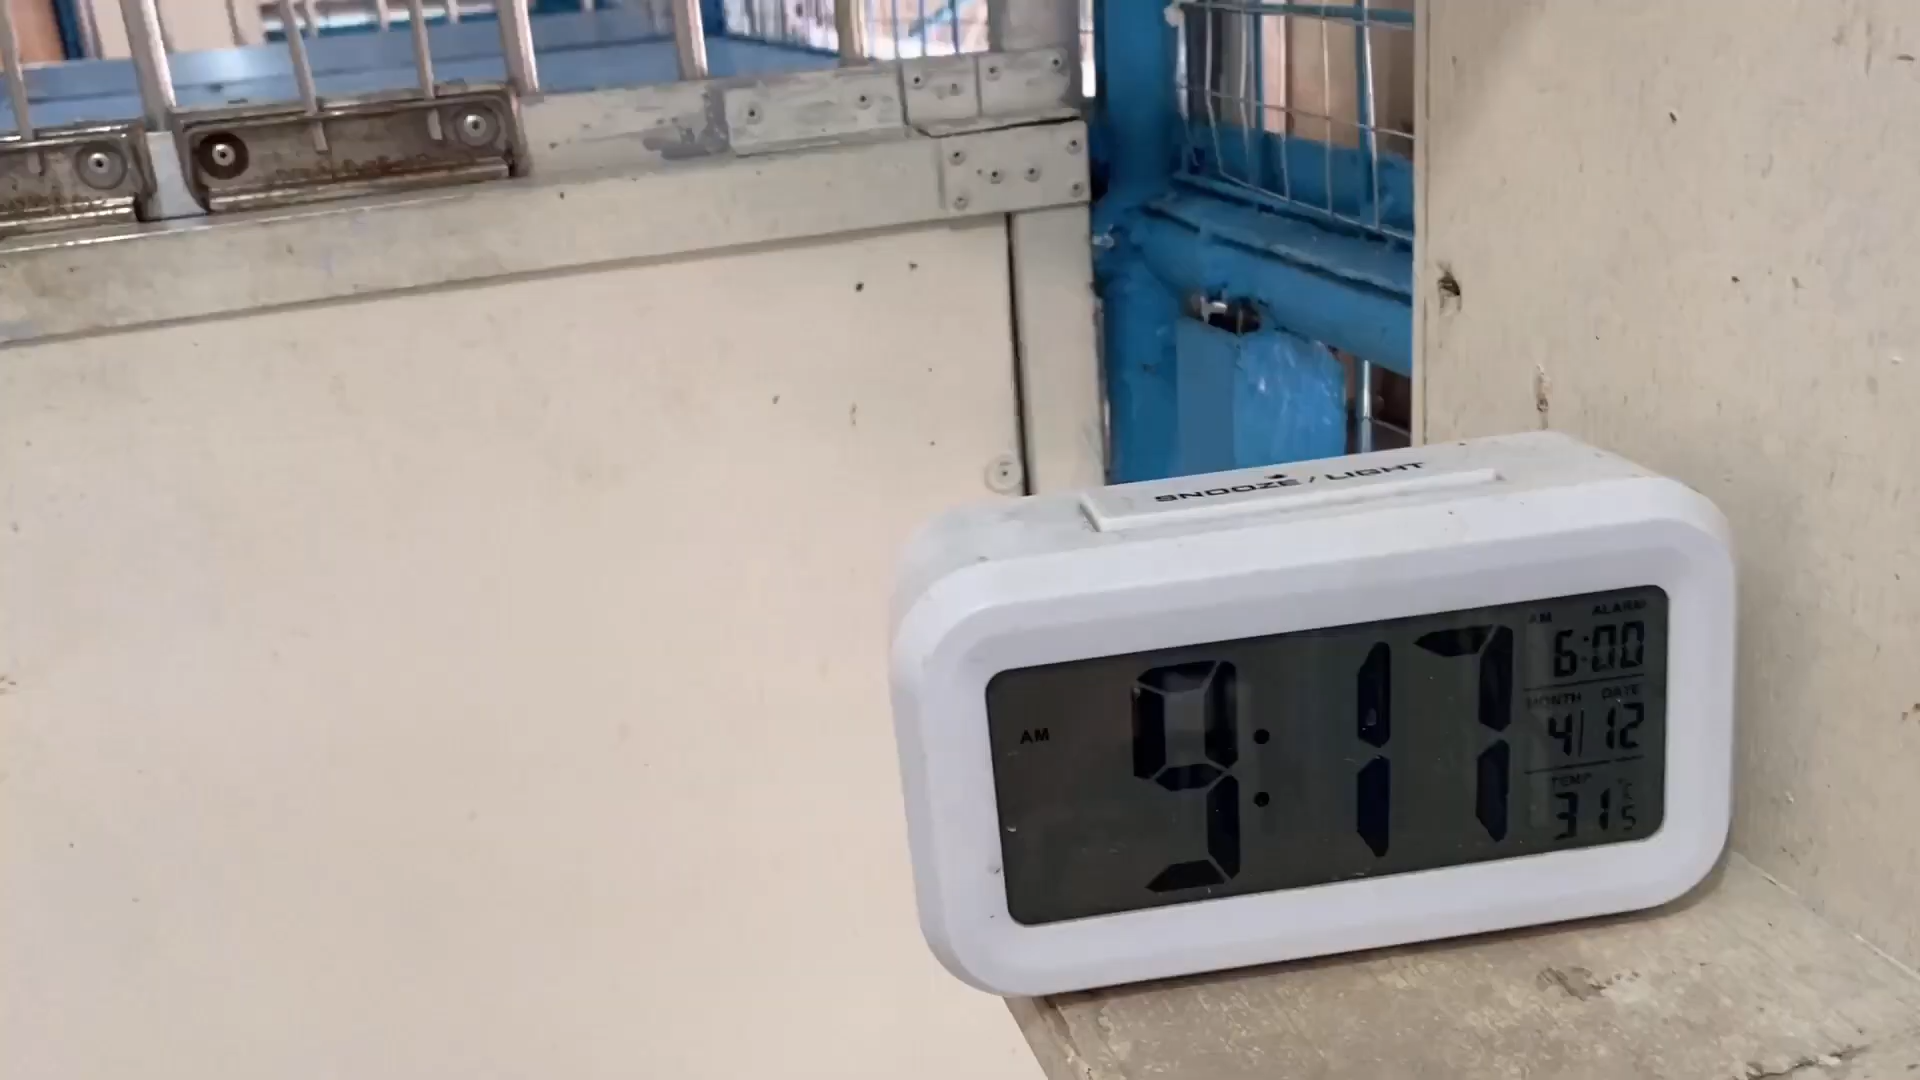 SNOOZE/LIGHT
AM ALARM
6:00
AM 9:17
MONTH DATE
4/12
TEMP
31.5